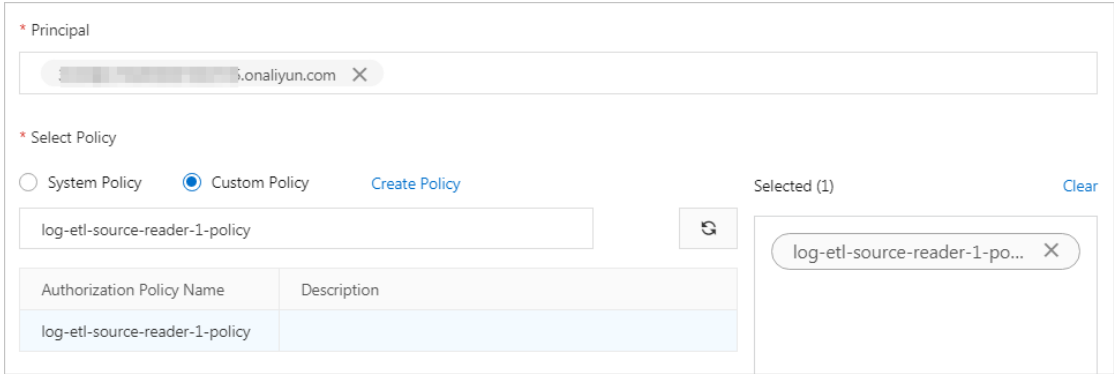 * Principal
.onaliyun.com
* Select Policy
System Policy Custom Policy Create Policy
Selected (1) Clear
log-etl-source-reader-1-policy
log-etl-source-reader-1-po...
Authorization Policy Name Description
log-etl-source-reader-1-policy